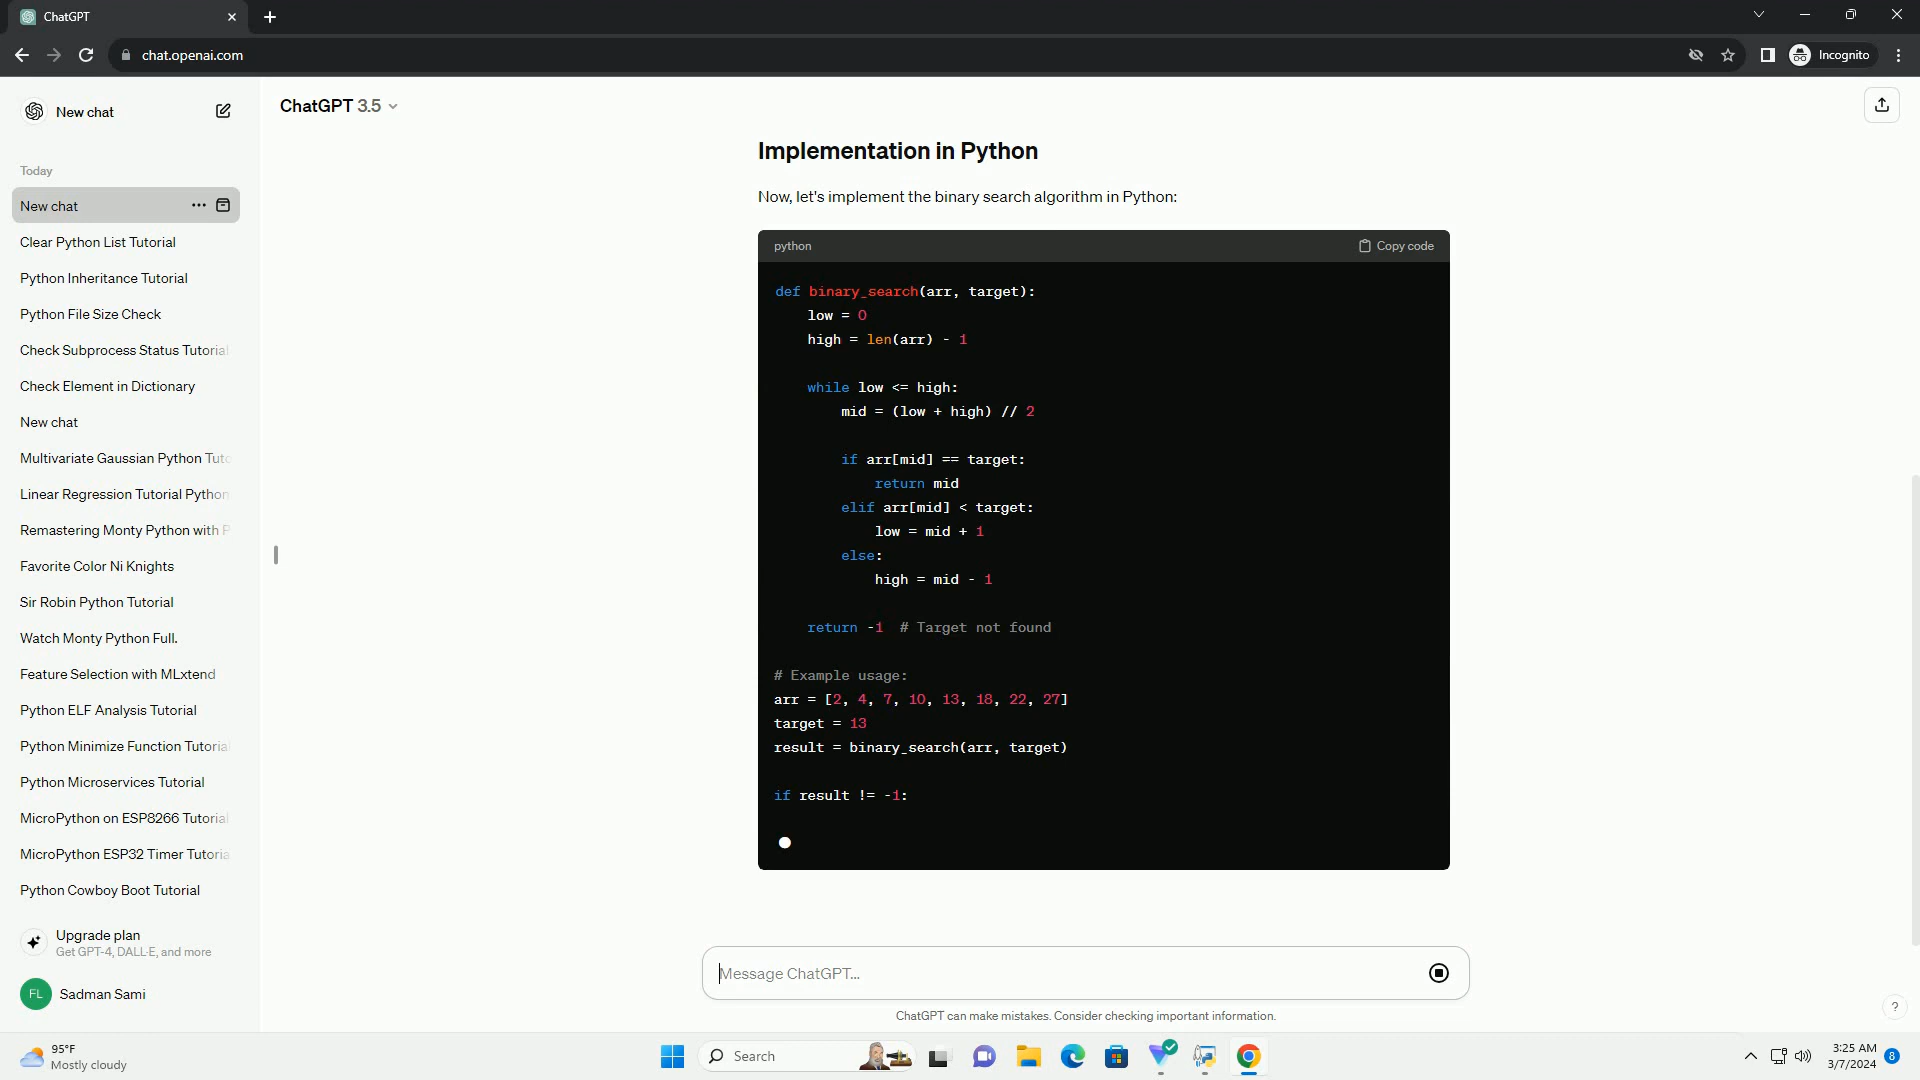 ChatGPT
chat.openai.com
Incognito
New chat
Today
New chat
Clear Python List Tutorial
Python Inheritance Tutorial
Python File Size Check
Check Subprocess Status Tutorial
Check Element in Dictionary
New chat
Multivariate Gaussian Python Tuto
Linear Regression Tutorial Python
Remastering Monty Python with P
Favorite Color Ni Knights
Sir Robin Python Tutorial
Watch Monty Python Full.
Feature Selection with MLxtend
Python ELF Analysis Tutorial
Python Minimize Function Tutorial
Python Microservices Tutorial
MicroPython on ESP8266 Tutorial
MicroPython ESP32 Timer Tutoria
Python Cowboy Boot Tutorial
Upgrade plan
Get GPT-4, DALL·E, and more
FL Sadman Sami
ChatGPT 3.5
Implementation in Python
Now, let's implement the binary search algorithm in Python:
python Copy code
def binary_search(arr, target):
low = 0
high = len(arr) - 1
while low <= high:
mid = (low + high) // 2
if arr[mid] == target:
return mid
elif arr[mid] < target:
low = mid + 1
else:
high = mid - 1
return -1 # Target not found
# Example usage:
arr = [2, 4, 7, 10, 13, 18, 22, 27]
target = 13
result = binary_search(arr, target)
if result != -1:
Message ChatGPT...
ChatGPT can make mistakes. Consider checking important information.
?
95°F
Mostly cloudy
Search
3:25 AM
3/7/2024
8